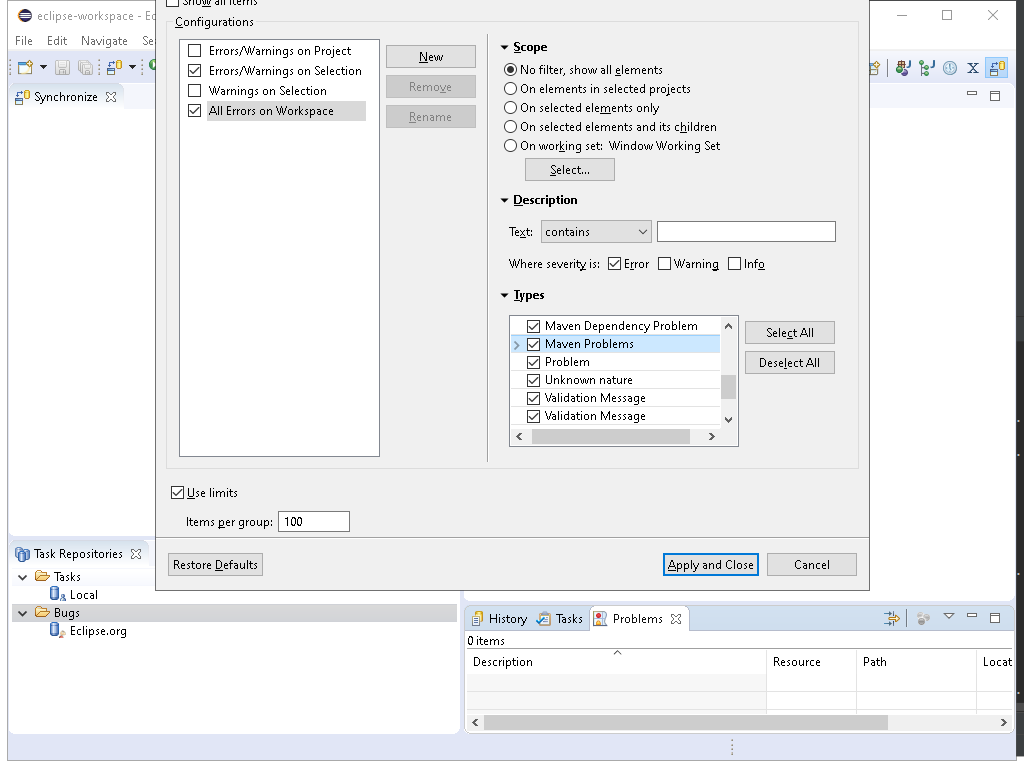 eclipse-workspace - Ec
Show all items
File Edit Navigate Se
Configurations
Errors/Warnings on Project
Errors/Warnings on Selection
Warnings on Selection
All Errors on Workspace
New
Remove
Rename
Scope
No filter, show all elements
On elements in selected projects
On selected elements only
On selected elements and its children
On working set: Window Working Set
Select...
Description
Text: contains
Where severity is: Error Warning Info
Types
Maven Dependency Problem
Maven Problems
Problem
Unknown nature
Validation Message
Validation Message
Select All
Deselect All
Use limits
Items per group: 100
Restore Defaults
Apply and Close
Cancel
Synchronize
Task Repositories
Tasks
Local
Bugs
Eclipse.org
History Tasks Problems
0 items
Description Resource Path Locat